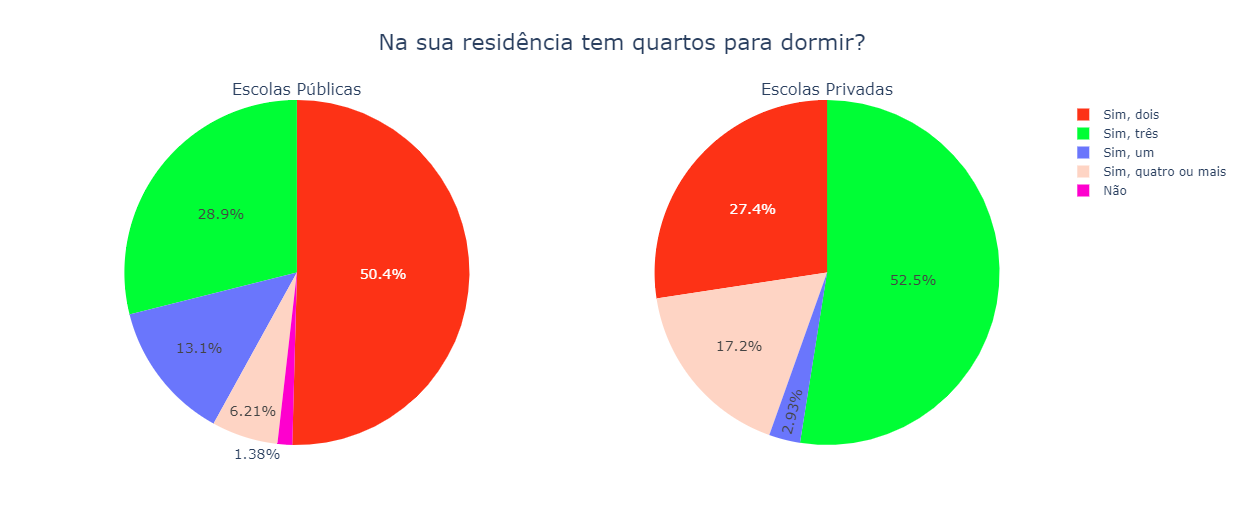 Na sua residência tem quartos para dormir?
Escolas Públicas
28.9%
50.4%
13.1%
6.21%
1.38%
Escolas Privadas
27.4%
52.5%
17.2%
2.93%
Sim, dois
Sim, três
Sim, um
Sim, quatro ou mais
Não